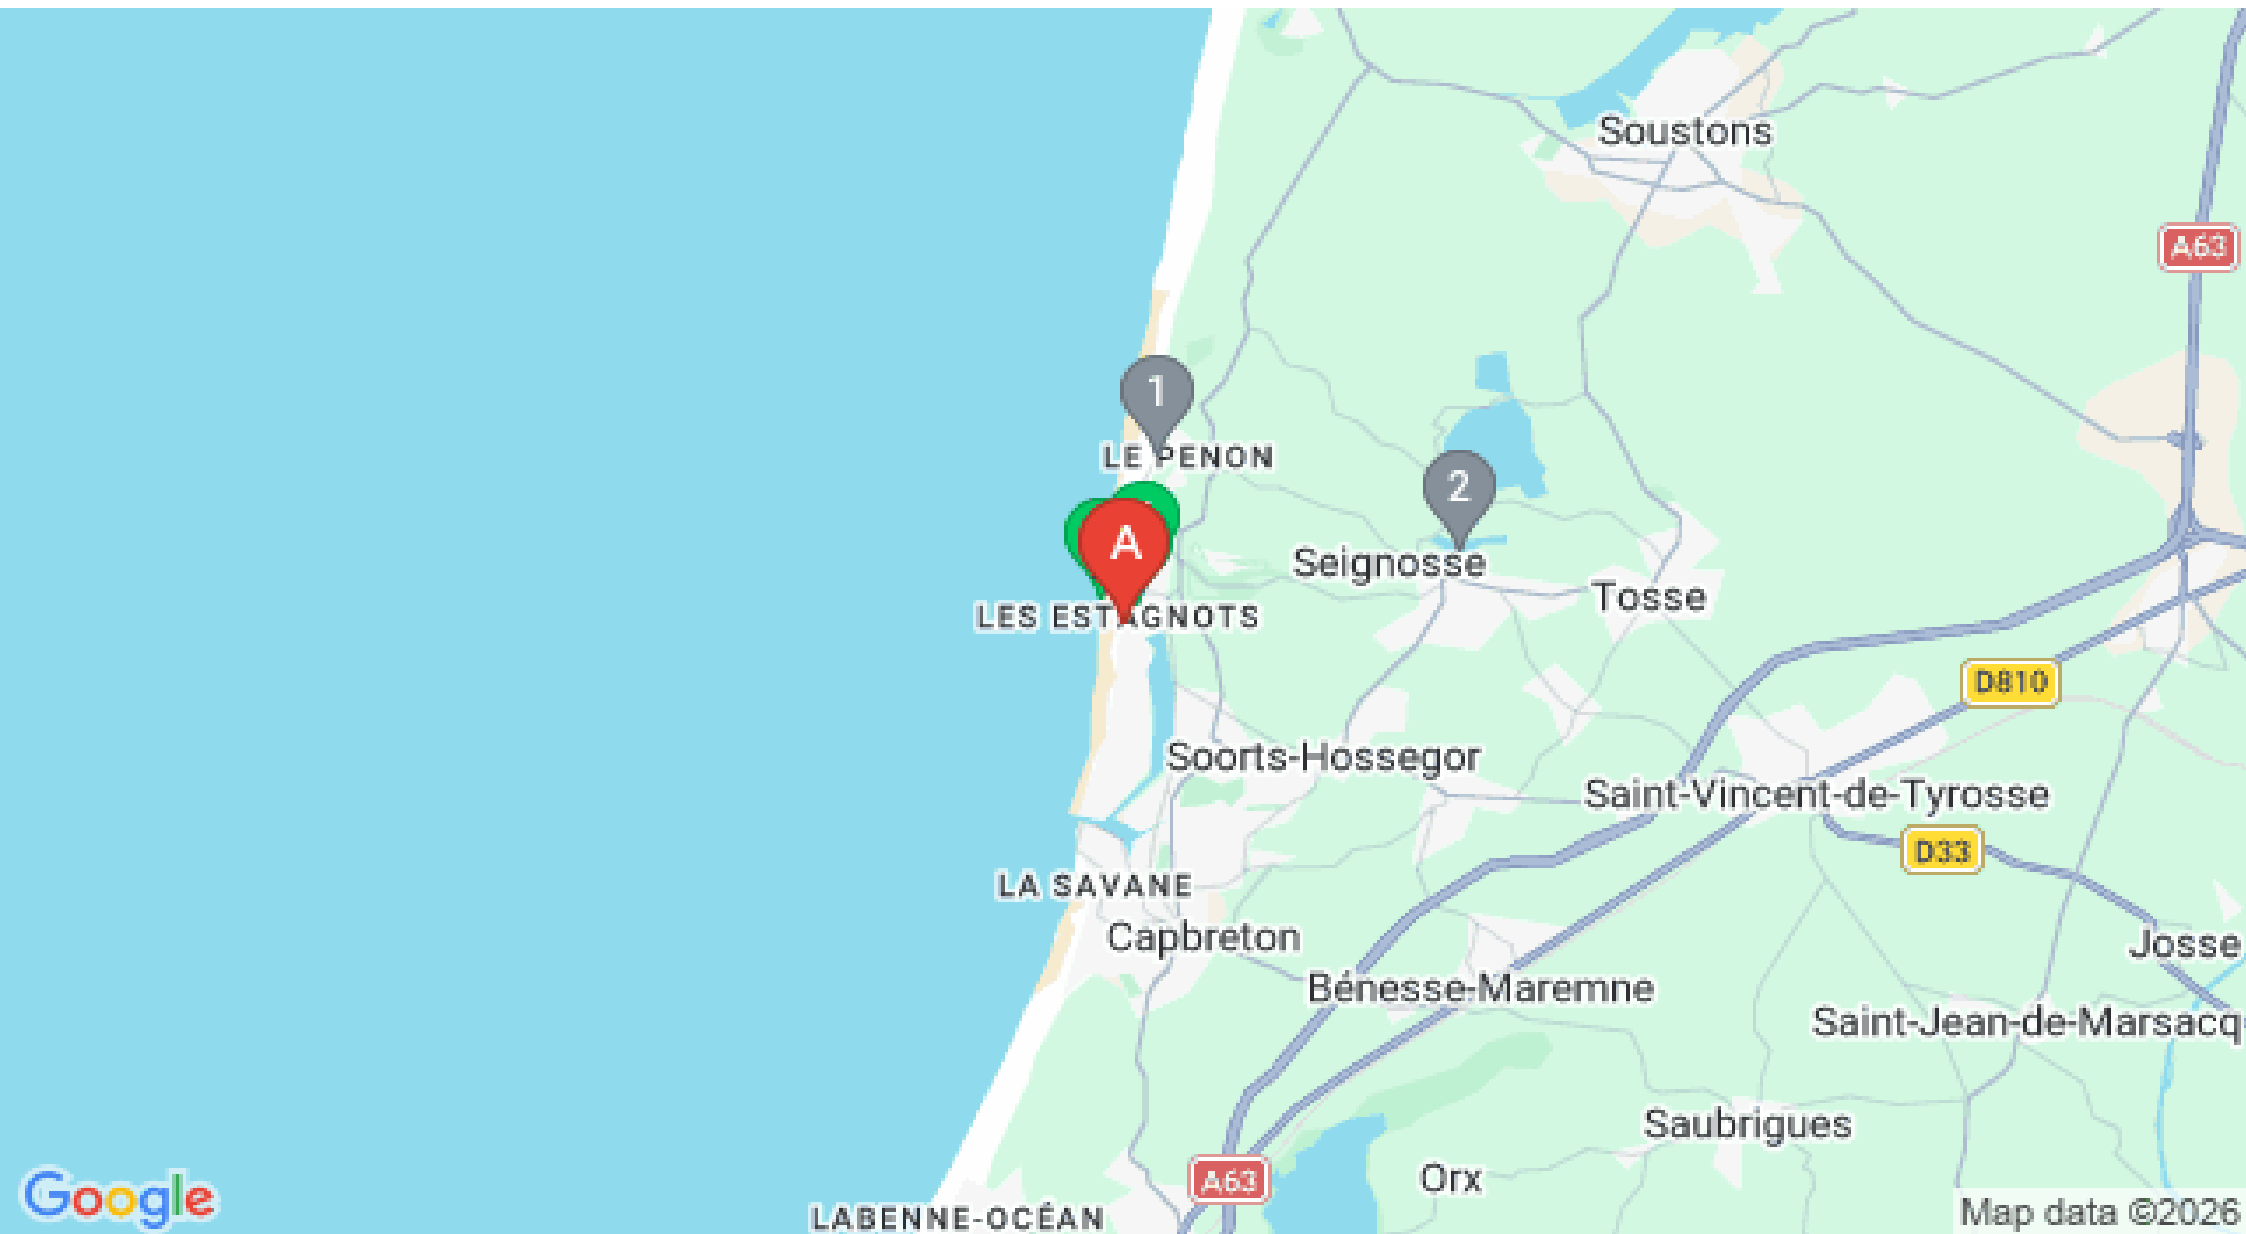 Soustons
A63
1
LE PENON
2
A
Seignosse
LES ESTAGNOTS
Tosse
D810
Soorts-Hossegor
Saint-Vincent-de-Tyrosse
D33
LA SAVANE
Capbreton
Josse
Bénesse-Maremne
Saint-Jean-de-Marsacq
Saubrigues
A63
Orx
Google
LABENNE-OCÉAN
Map data ©2026